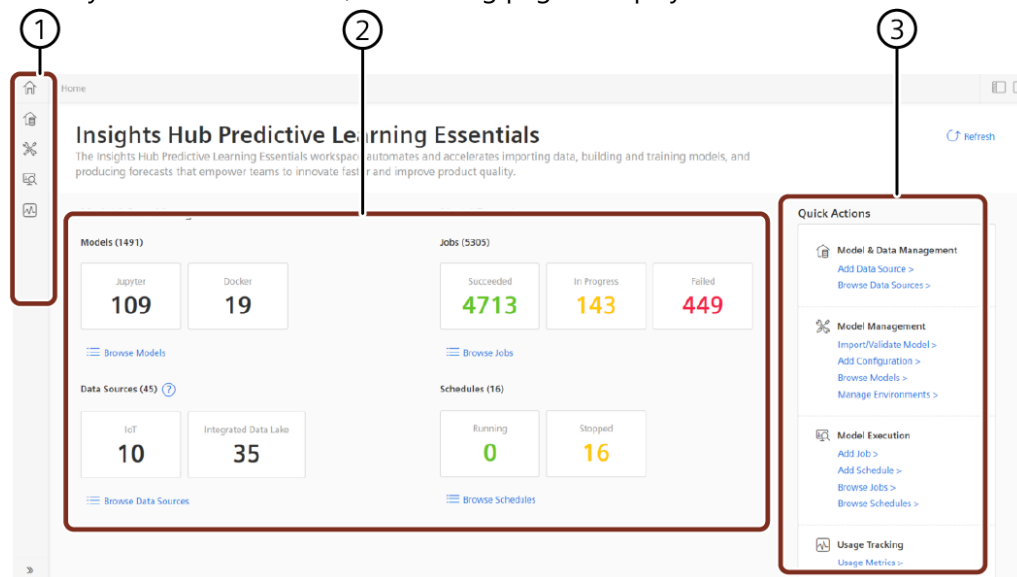 1
2
3
Home
Insights Hub Predictive Learning Essentials
Refresh
The Insights Hub Predictive Learning Essentials workspace automates and accelerates importing data, building and training models, and
producing forecasts that empower teams to innovate faster and improve product quality.
Models (1491)
Jupyter
109
Docker
19
Browse Models
Jobs (5305)
Succeeded
4713
In Progress
143
Failed
449
Browse Jobs
Data Sources (45) ?
IoT
10
Integrated Data Lake
35
Browse Data Sources
Schedules (16)
Running
0
Stopped
16
Browse Schedules
Quick Actions
Model & Data Management
Add Data Source >
Browse Data Sources >
Model Management
Import/Validate Model >
Add Configuration >
Browse Models >
Manage Environments >
Model Execution
Add Job >
Add Schedule >
Browse Jobs >
Browse Schedules >
Usage Tracking
Usage Metrics >